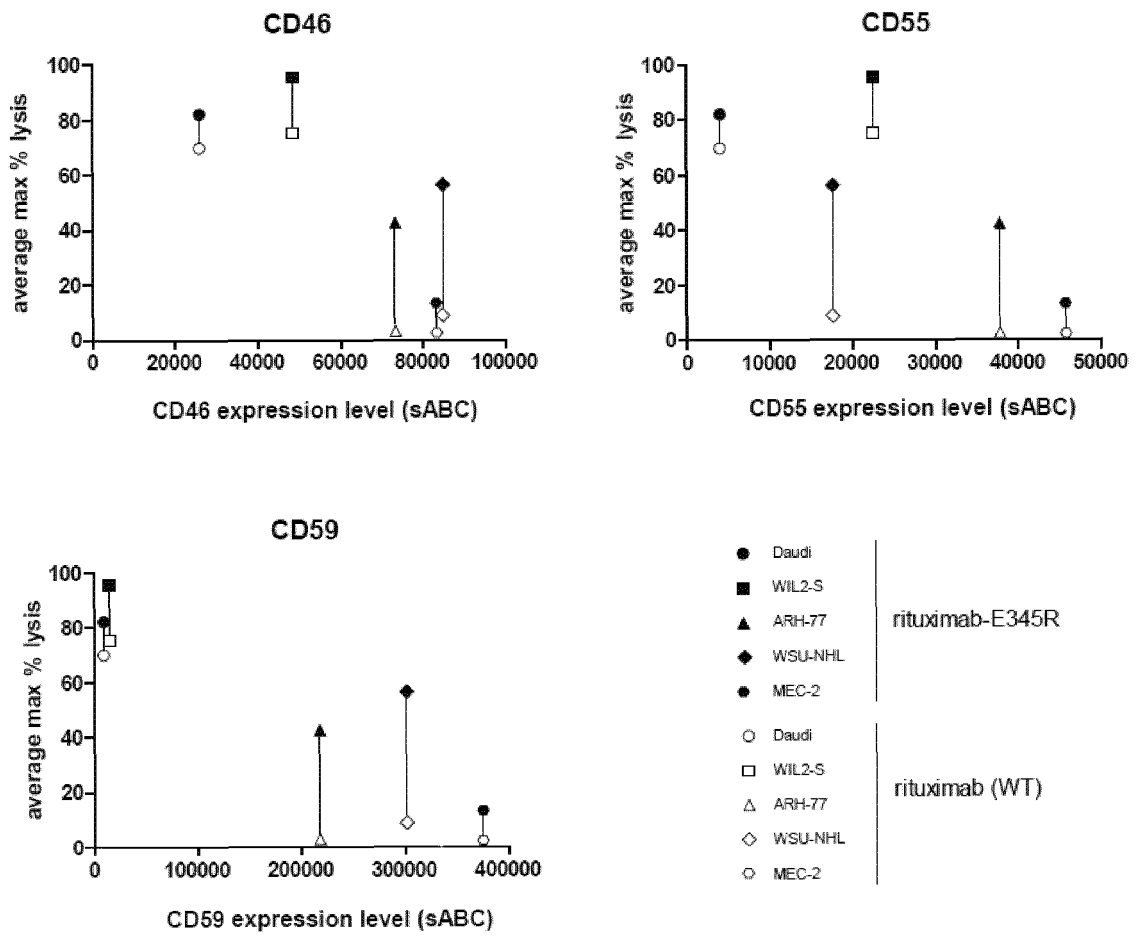 CD46
average max % lysis
100
80
60
40
20
0
0 20000 40000 60000 80000 100000
CD46 expression level (sABC)
CD55
average max % lysis
100
80
60
40
20
0
0 10000 20000 30000 40000 50000
CD55 expression level (sABC)
CD59
average max % lysis
100
80
60
40
20
0
0 100000 200000 300000 400000
CD59 expression level (sABC)
Daudi
WIL2-S
ARH-77
WSU-NHL
MEC-2
rituximab-E345R
Daudi
WIL2-S
ARH-77
WSU-NHL
MEC-2
rituximab (WT)